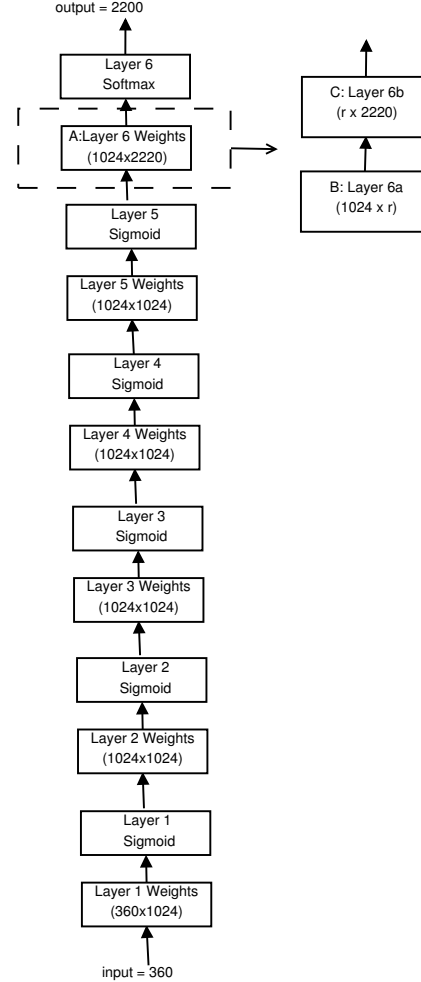 output = 2200
Layer 6
Softmax
A:Layer 6 Weights
(1024x2220)
Layer 5
Sigmoid
Layer 5 Weights
(1024x1024)
Layer 4
Sigmoid
Layer 4 Weights
(1024x1024)
Layer 3
Sigmoid
Layer 3 Weights
(1024x1024)
Layer 2
Sigmoid
Layer 2 Weights
(1024x1024)
Layer 1
Sigmoid
Layer 1 Weights
(360x1024)
input = 360
C: Layer 6b
(r x 2220)
B: Layer 6a
(1024 x r)